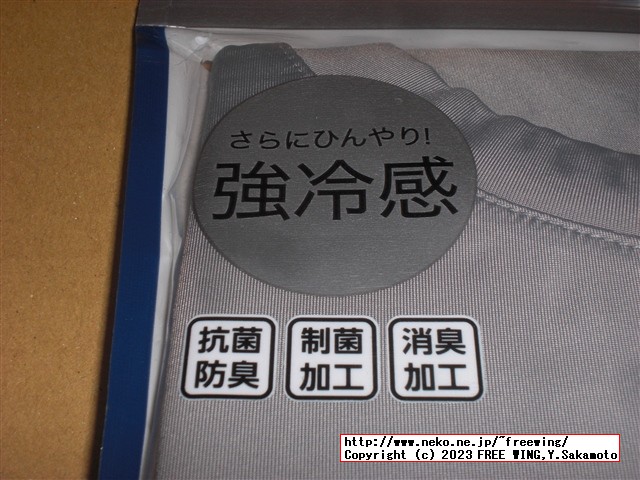 さらにひんやり!
強冷感
抗菌
防臭
制菌
加工
消臭
加工
http://www.neko.ne.jp/~freewing/
Copyright (c) 2023 FREE WING,Y.Sakamoto